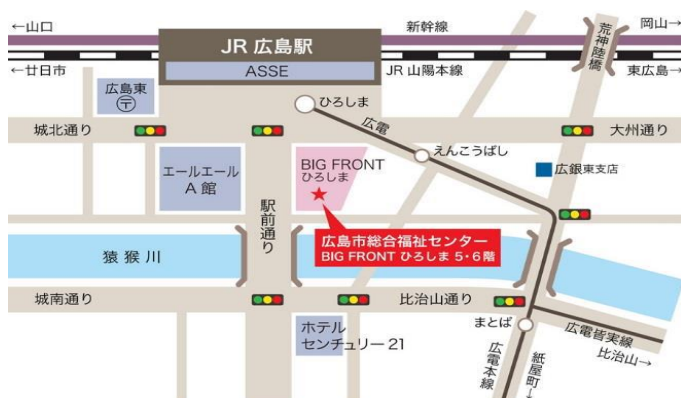 ←山口
新幹線
岡山→
JR 広島駅
ASSE
←廿日市
JR 山陽本線
東広島→
荒神陸橋
広島東
〒
ひろしま
広電
城北通り
大州通り
えんこうばし
エールエール
A 館
BIG FRONT
ひろしま
広銀東支店
駅前通り
広島市総合福祉センター
BIG FRONT ひろしま 5・6 階
猿猴川
城南通り
比治山通り
まとば
ホテル
センチュリー 21
広電皆実線
比治山→
広電本線
紙屋町→